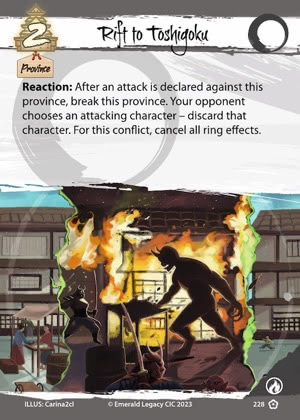 Rift to Toshigoku
2
Province
Reaction: After an attack is declared against this
province, break this province. Your opponent
chooses an attacking character – discard that
character. For this conflict, cancel all ring effects.
ILLUS: Carina2cl © Emerald Legacy CIC 2023 228